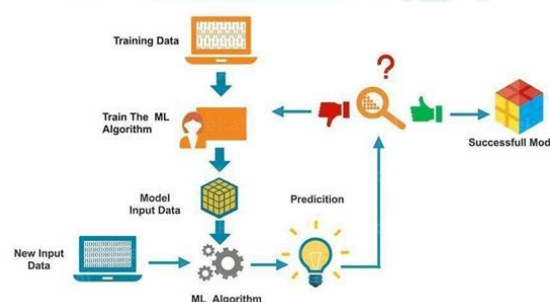 Training Data
?
Train The ML
Algorithm
Successfull Mod
Model
Input Data
Predicition
New Input
Data
ML Algorithm